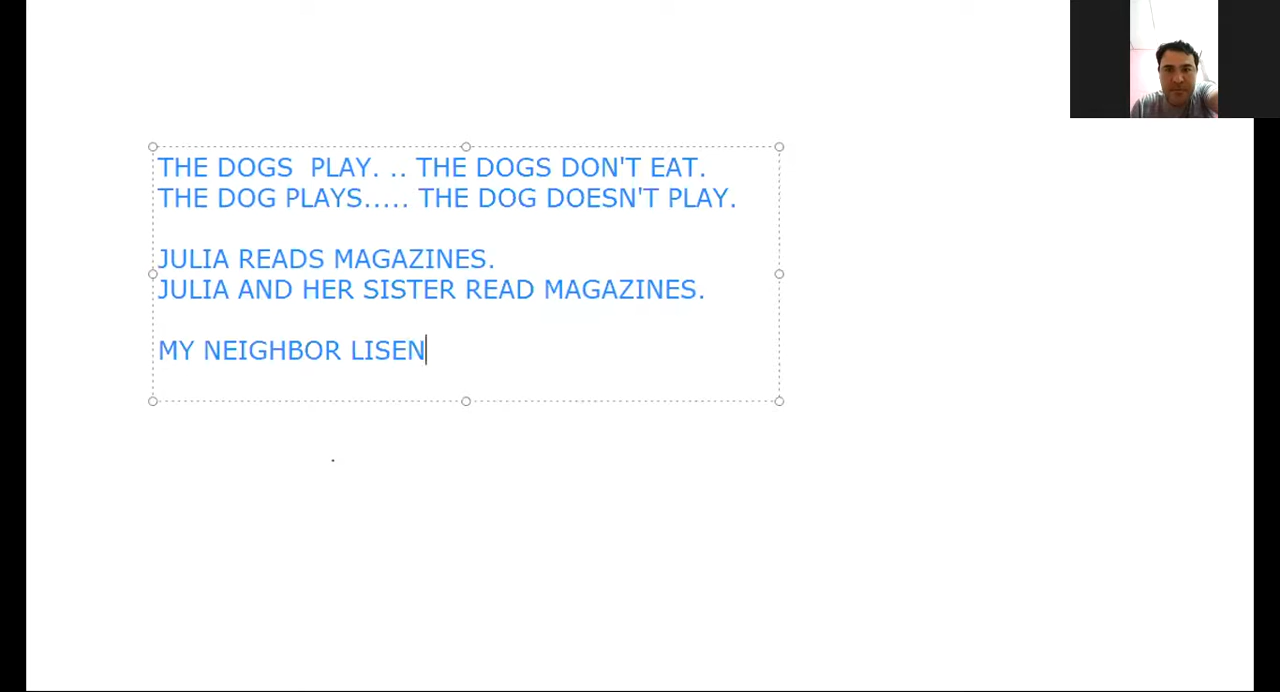 THE DOGS  PLAY. .. THE DOGS DON'T EAT.
THE DOG PLAYS..... THE DOG DOESN'T PLAY.
JULIA READS MAGAZINES.
JULIA AND HER SISTER READ MAGAZINES.
MY NEIGHBOR LISEN